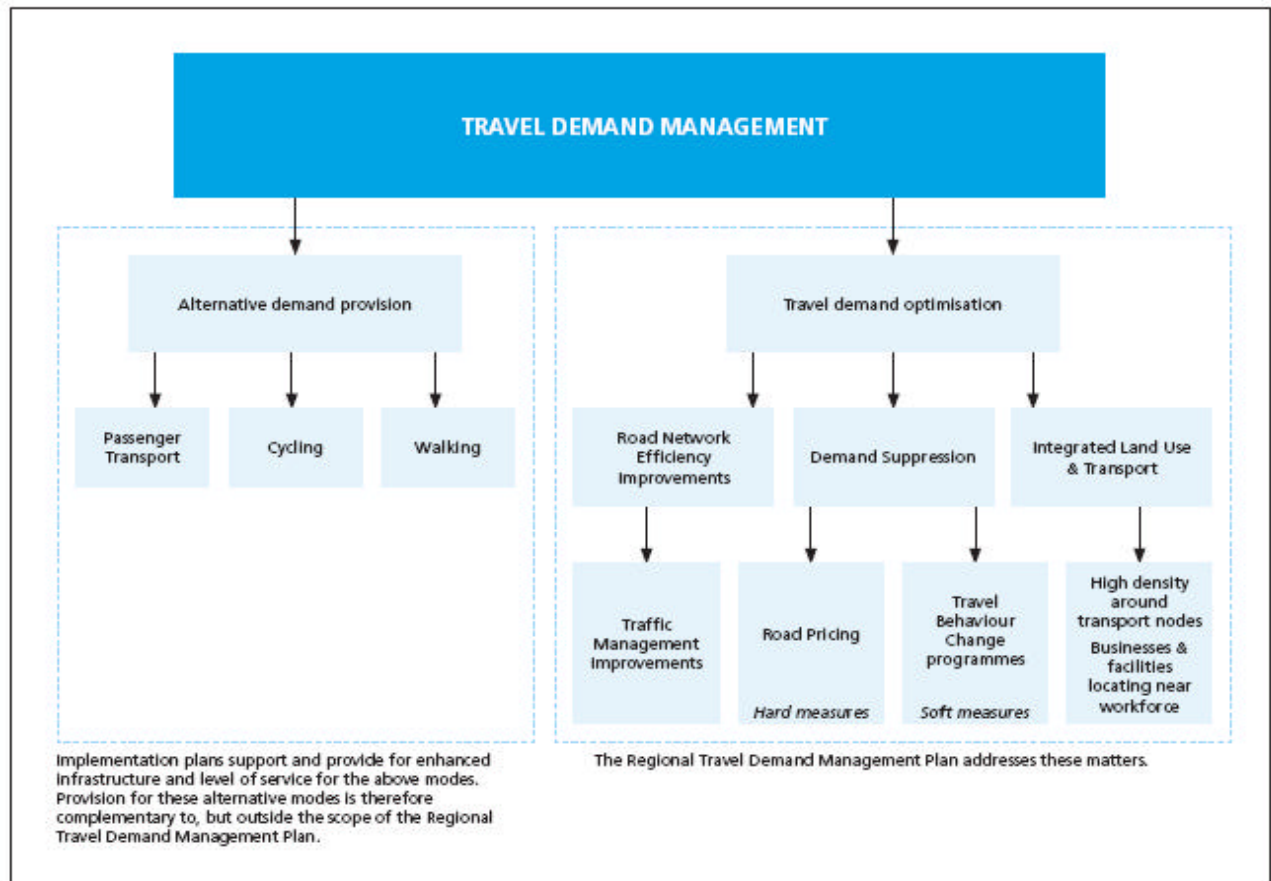 TRAVEL DEMAND MANAGEMENT
Alternative demand provision
Travel demand optimisation
Passenger
Transport
Cycling
Walking
Road Network
Efficiency
Improvements
Demand Suppression
Integrated Land Use
& Transport
Traffic
Management
Improvements
Road Pricing
Hard measures
Travel
Behaviour
Change
programmes
Soft measures
High density
around
transport nodes
Businesses &
facilities
locating near
workforce
Implementation plans support and provide for enhanced
infrastructure and level of service for the above modes.
Provision for these alternative modes is therefore
complementary to, but outside the scope of the Regional
Travel Demand Management Plan.
The Regional Travel Demand Management Plan addresses these matters.